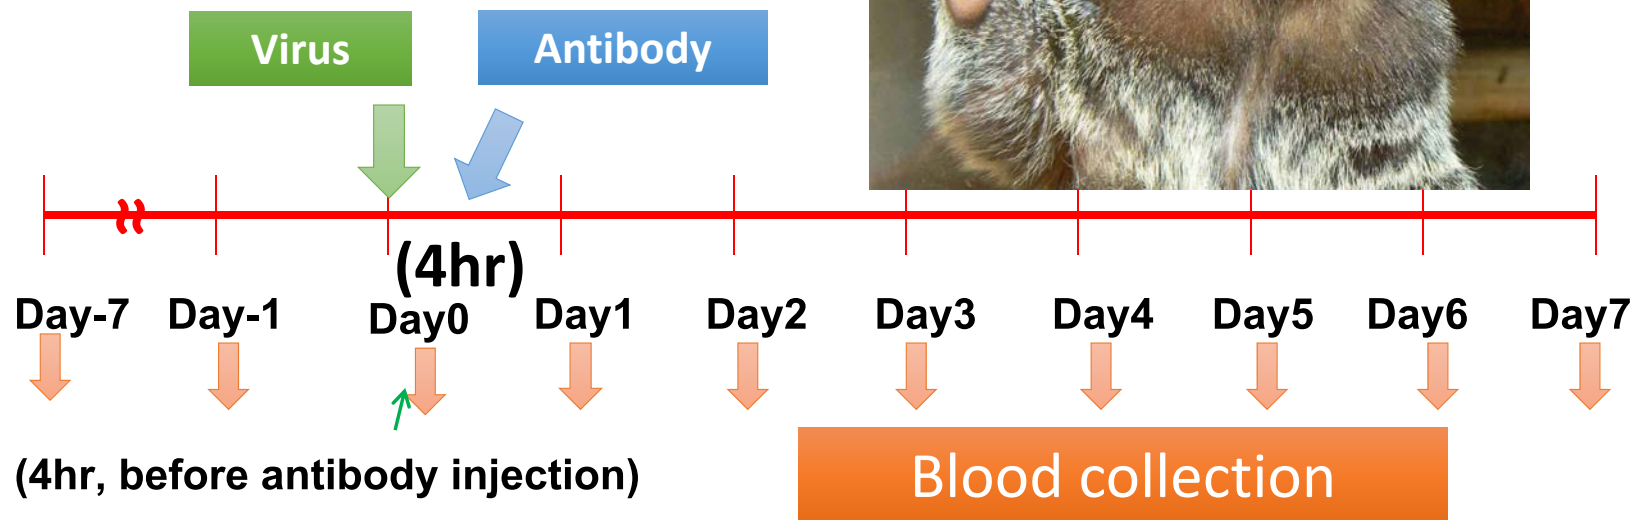 Virus
Antibody
(4hr)
Day-7 Day-1 Day0 Day1 Day2 Day3 Day4 Day5 Day6 Day7
(4hr, before antibody injection)
Blood collection